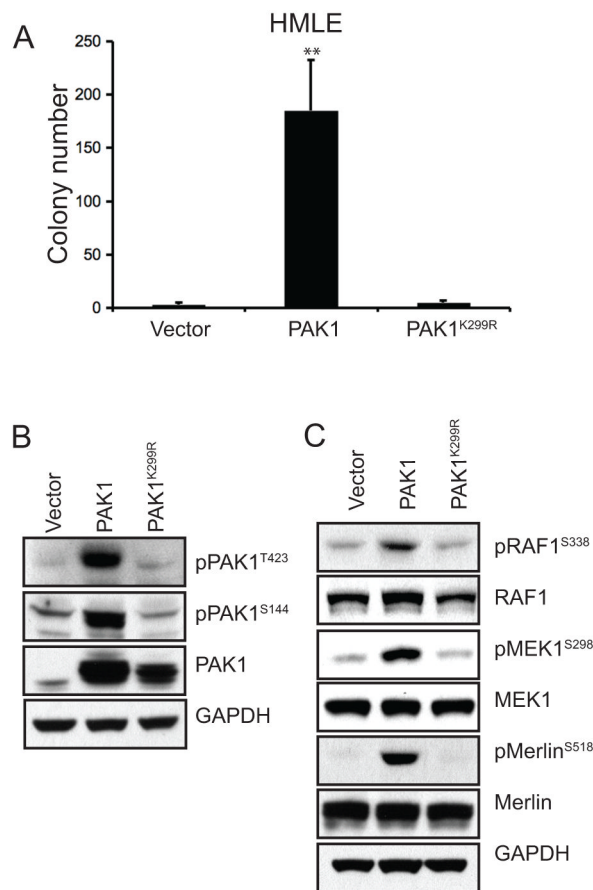 A
HMLE
Colony number
250
200
150
100
50
0
**
Vector PAK1 PAK1K299R
B
Vector
PAK1
PAK1K299R
pPAK1T423
pPAK1S144
PAK1
GAPDH
C
Vector
PAK1
PAK1K299R
pRAF1S338
RAF1
pMEK1S298
MEK1
pMerlinS518
Merlin
GAPDH